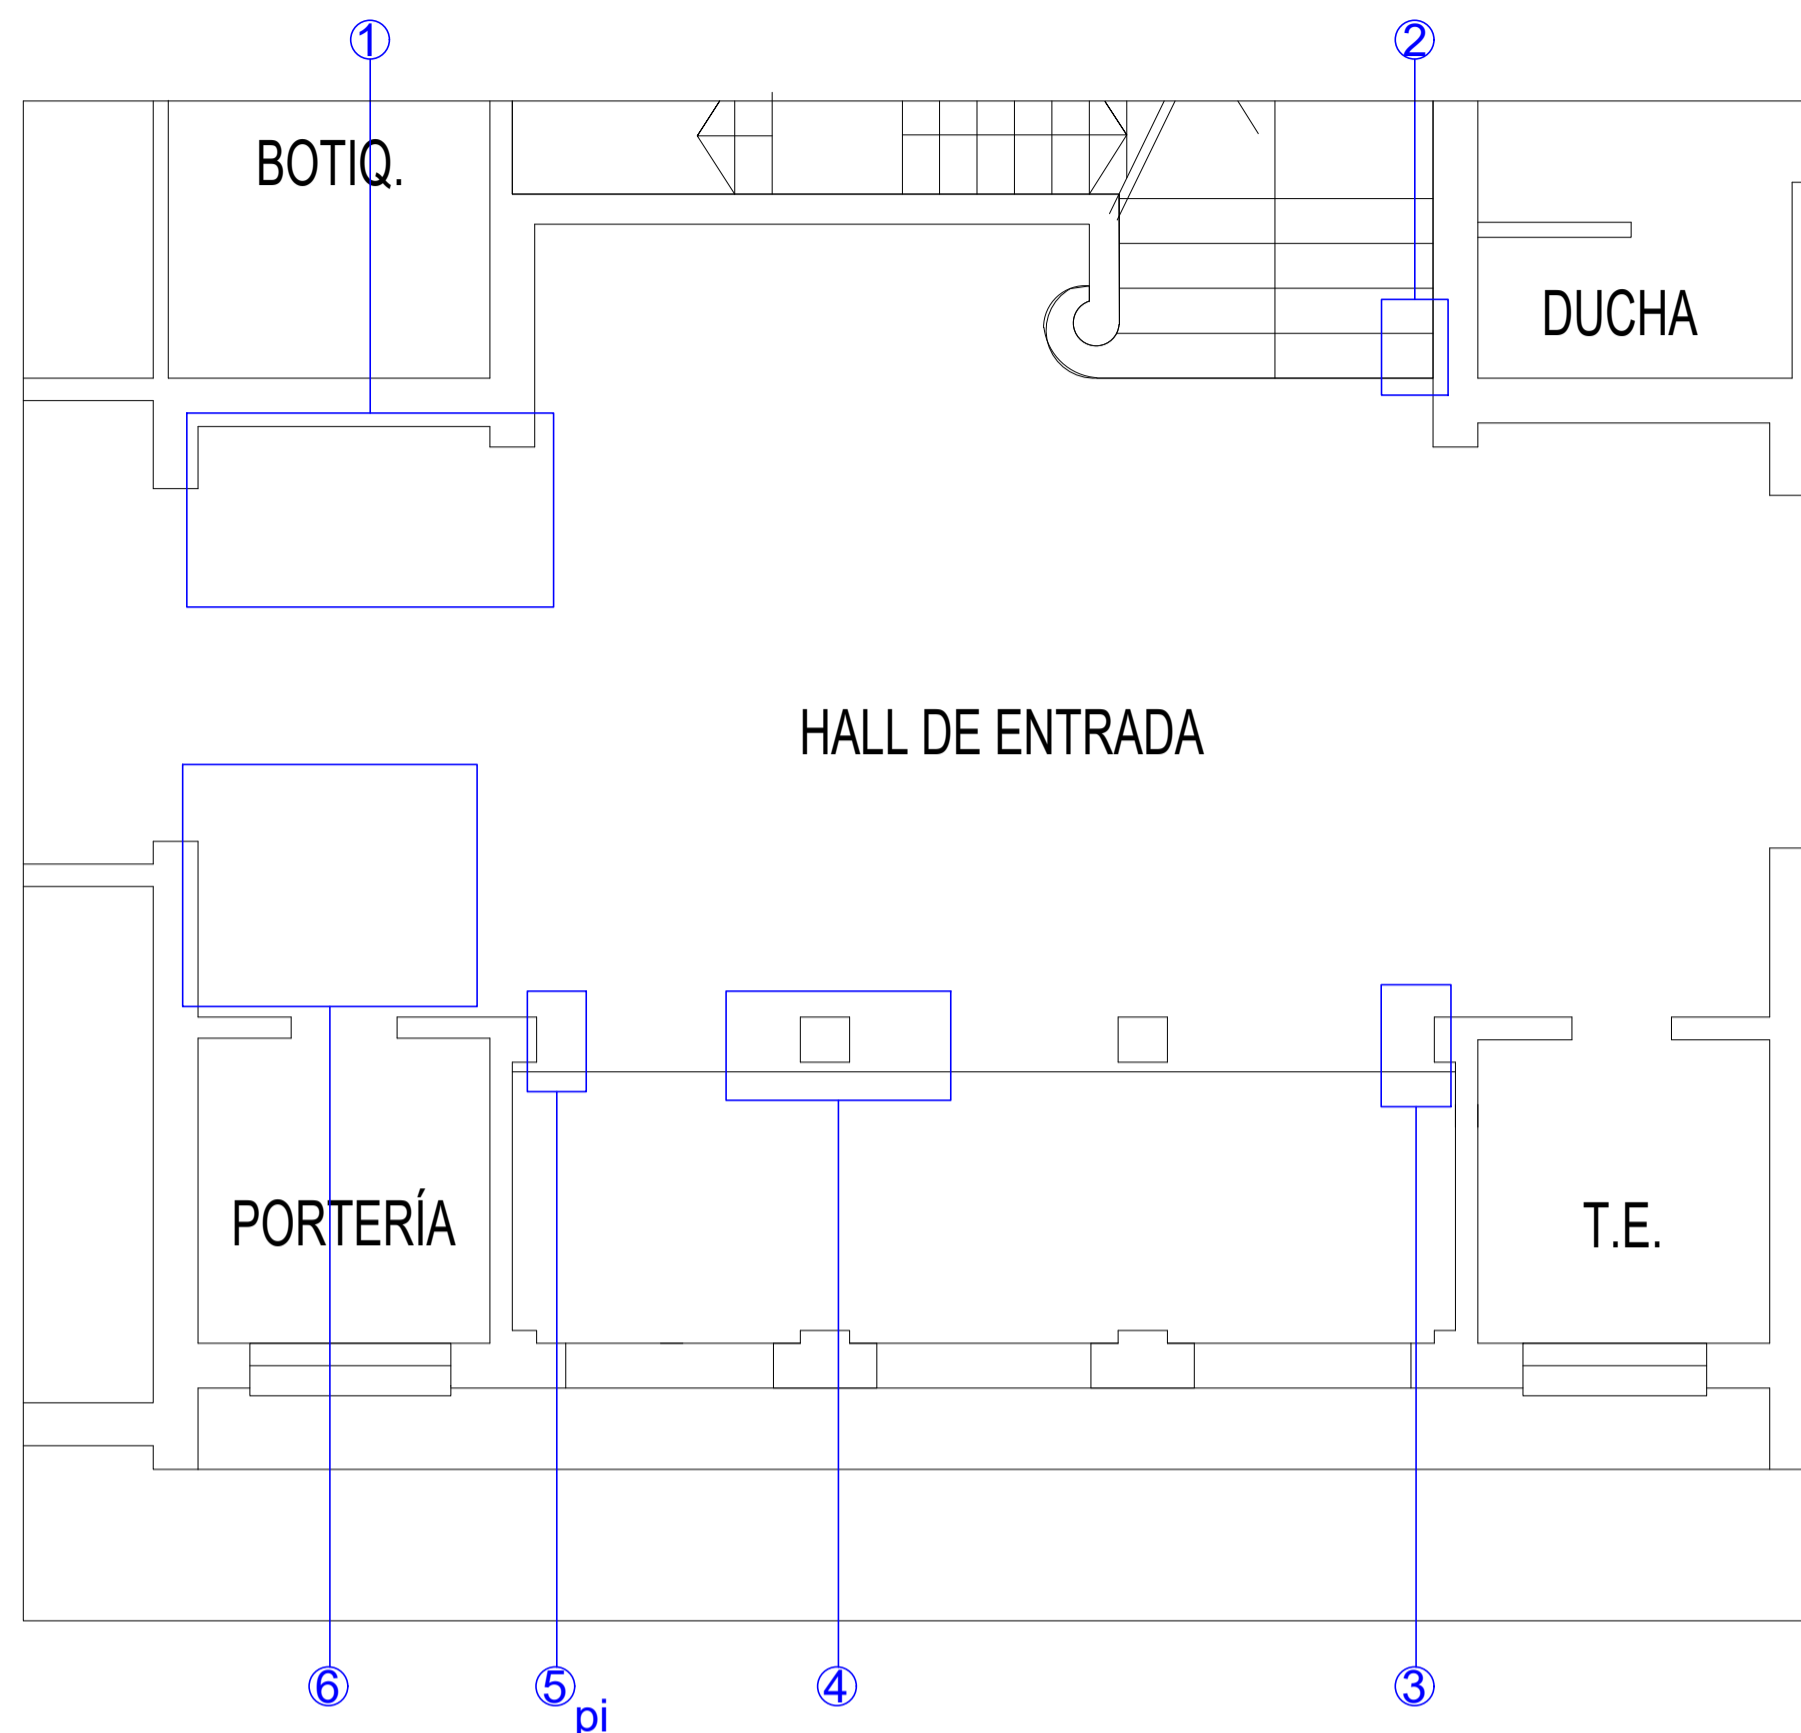 1 2
BOTIQ.
DUCHA
HALL DE ENTRADA
PORTERÍA T.E.
6 5 4 3
pi